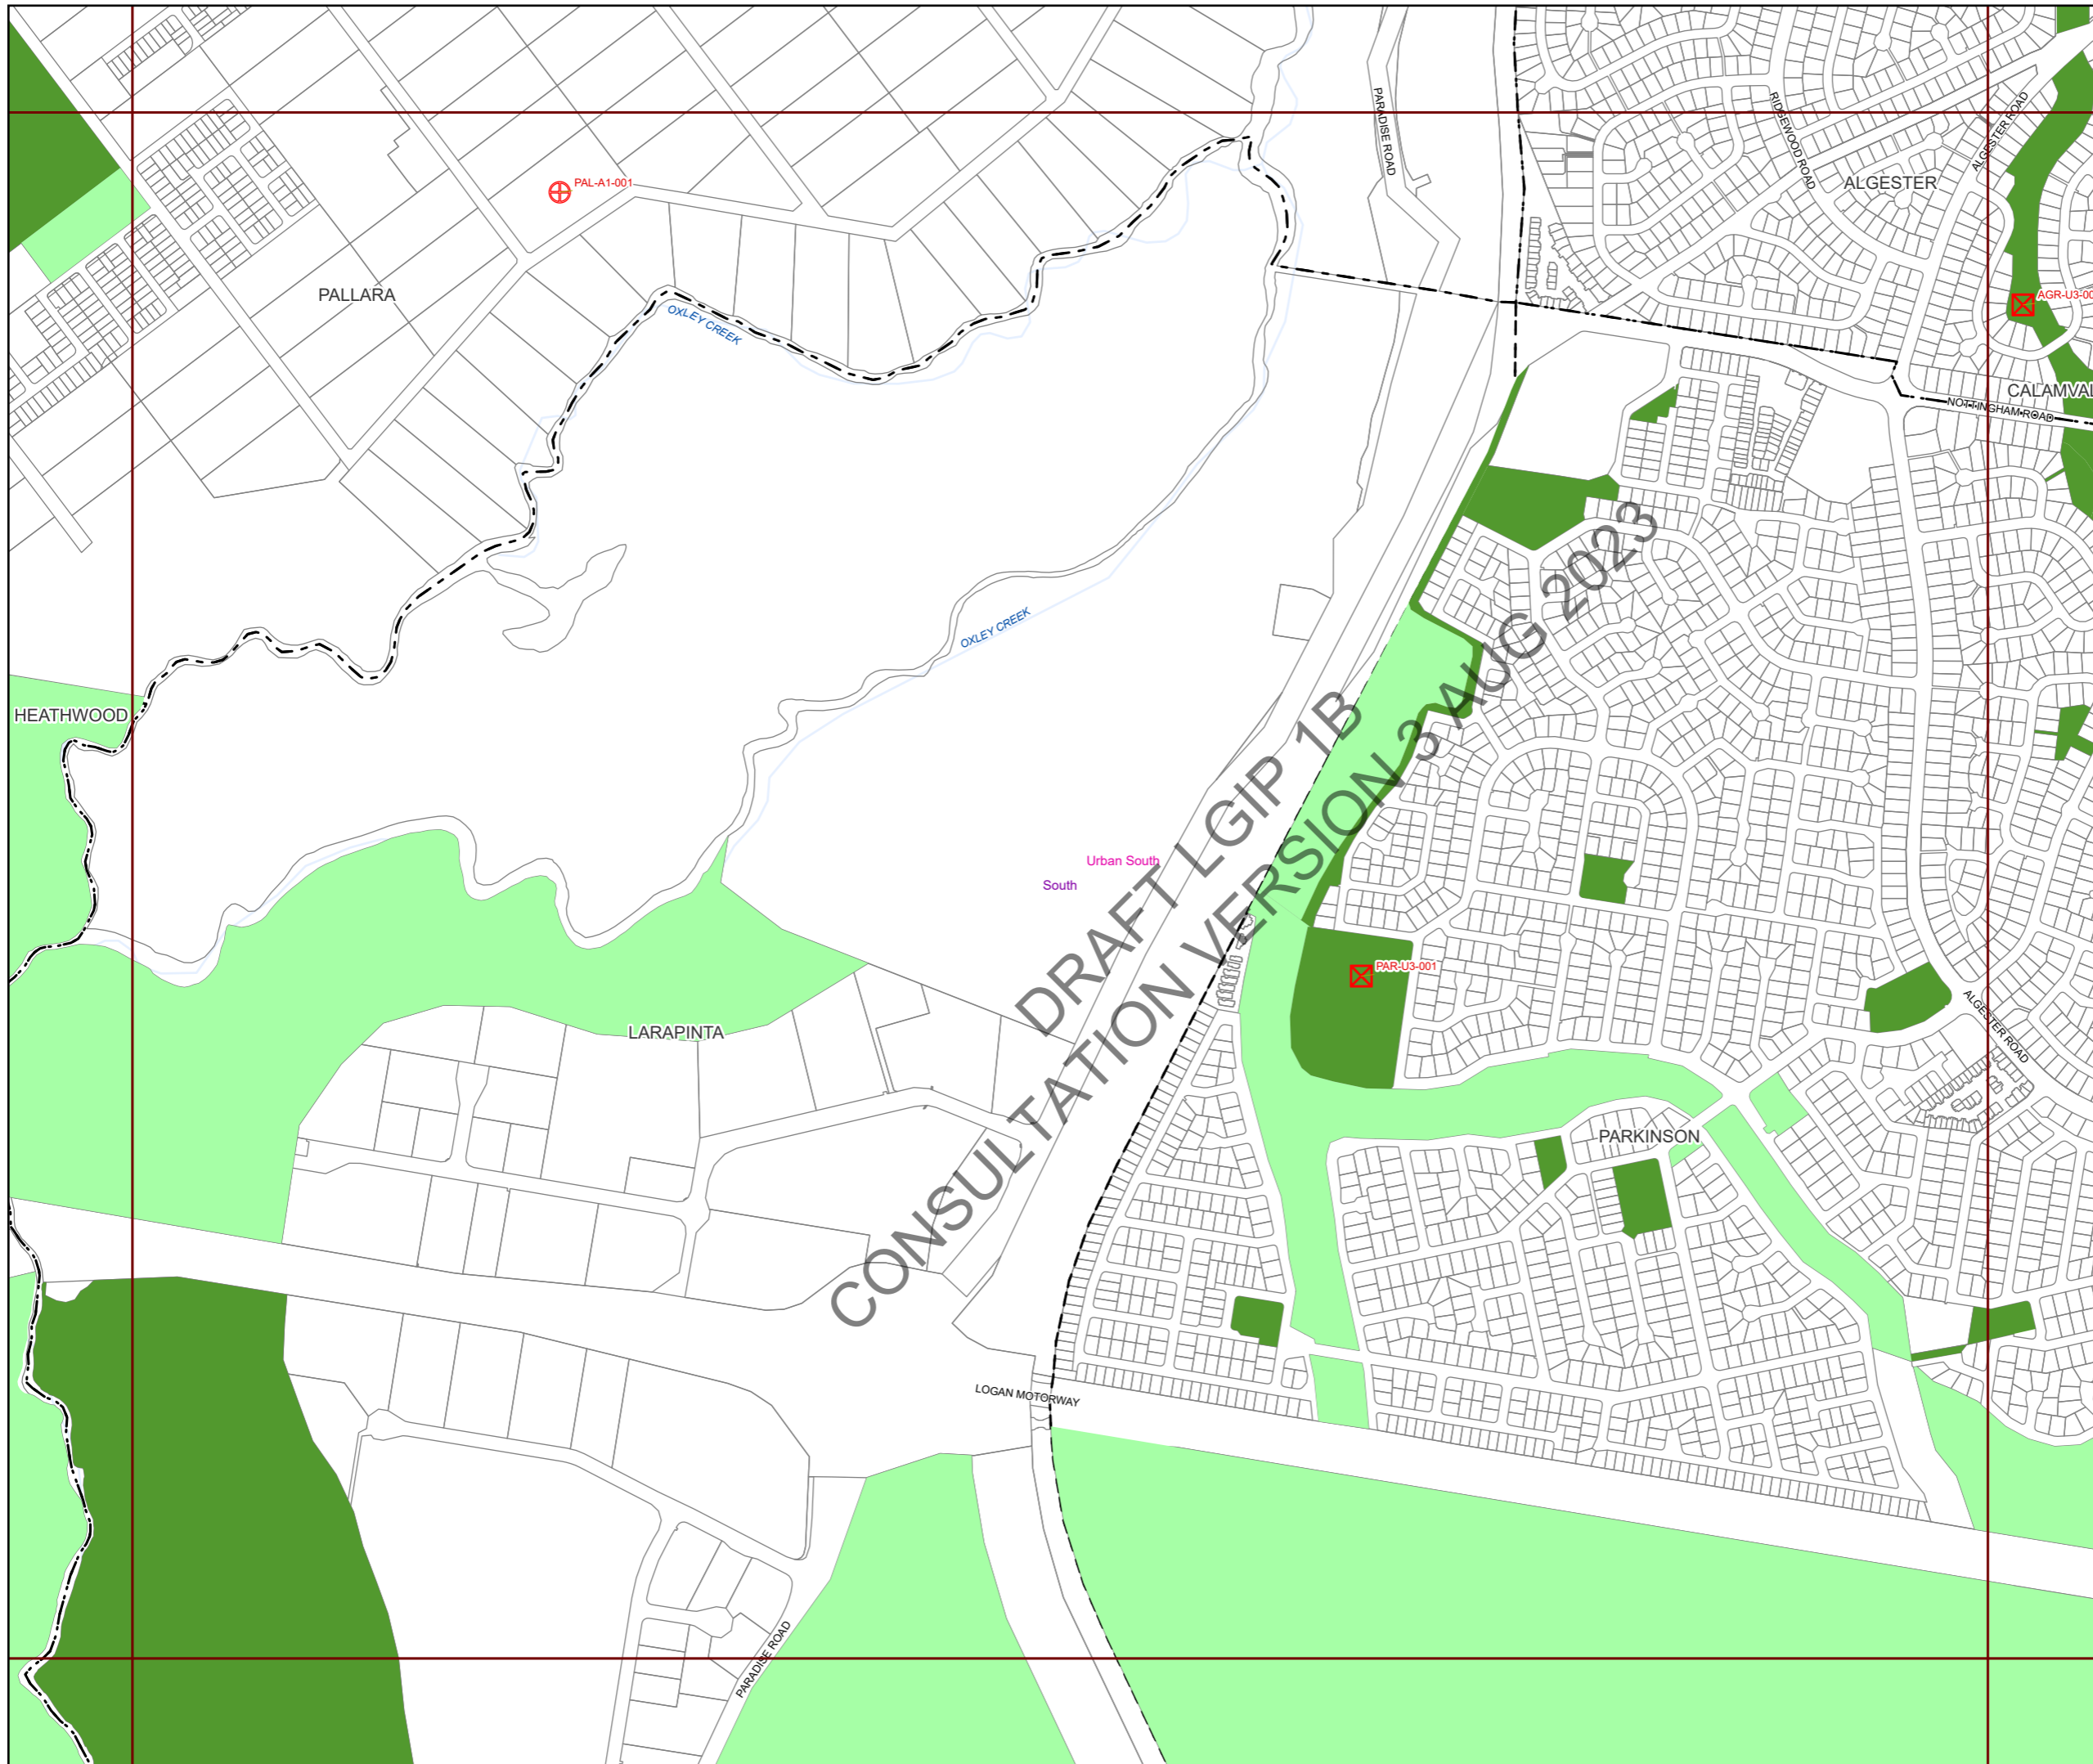 PARADISE ROAD
RIDGEWOOD ROAD
ALGESTER ROAD
PAL-A1-001
ALGESTER
PALLARA
OXLEY CREEK
AGR-U3-00
CALAMVAL
NOTTINGHAM ROAD
OXLEY CREEK
HEATHWOOD
Urban South
South
DRAFT LGIP 1B
CONSULTATION VERSION 3 AUG 2023
PAR-U3-001
LARAPINTA
ALGESTER ROAD
PARKINSON
LOGAN MOTORWAY
PARADISE ROAD